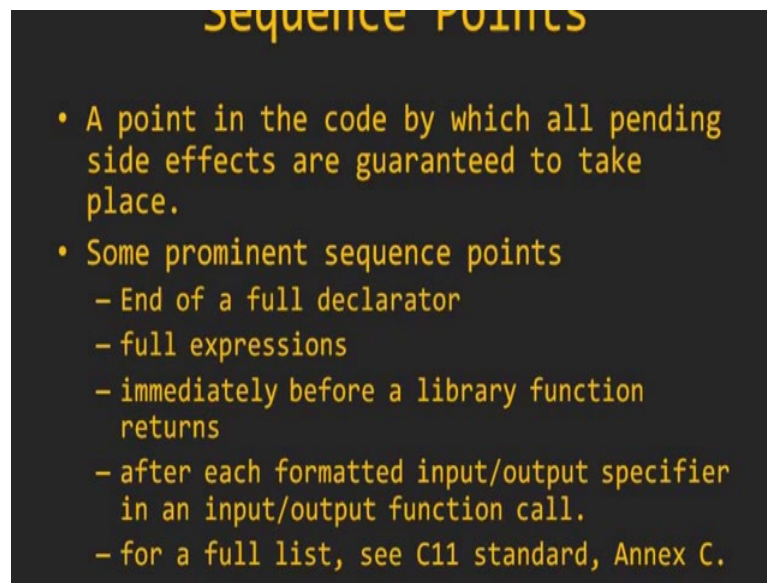 Sequence Points
• A point in the code by which all pending
side effects are guaranteed to take
place.
• Some prominent sequence points
– End of a full declarator
– full expressions
– immediately before a library function
returns
– after each formatted input/output specifier
in an input/output function call.
– for a full list, see C11 standard, Annex C.